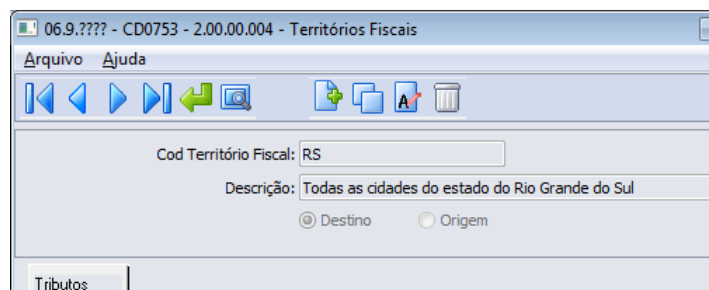 06.9.???? - CD0753 - 2.00.00.004 - Territórios Fiscais
Arquivo Ajuda
Cod Território Fiscal: RS
Descrição: Todas as cidades do estado do Rio Grande do Sul
Destino Origem
Tributos